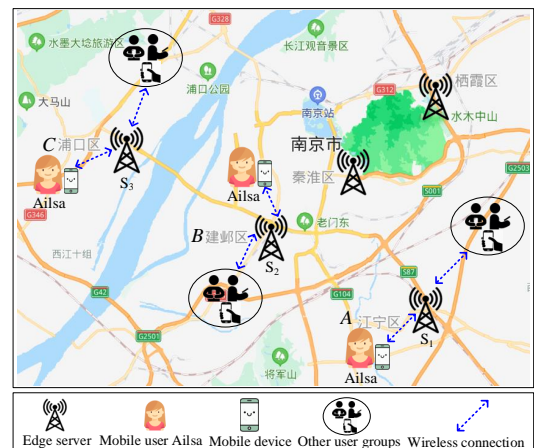 G328
水墨大埝旅游区
长江观音景区
浦口公园
G312
栖霞区
大马山
南京站
水木中山
C 浦口区
南京市
S3
Ailsa
秦淮区
G2503
Ailsa
S001
G346
B 建邺区
老门东
西江十组
S2
S87
G42
G104
A 江宁区
S1
G2501
将军山
Ailsa
Edge server Mobile user Ailsa Mobile device Other user groups Wireless connection